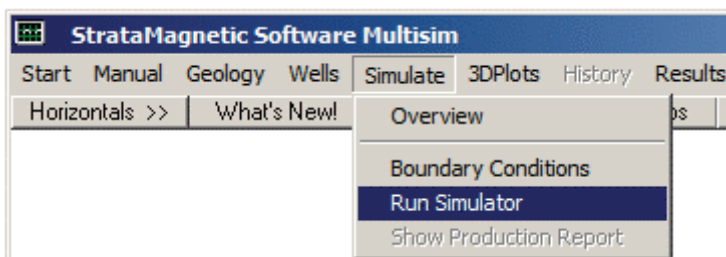 StrataMagnetic Software Multisim
Start Manual Geology Wells Simulate 3DPlots History Results
Horizontals >> What's New!
Overview
Boundary Conditions
Run Simulator
Show Production Report